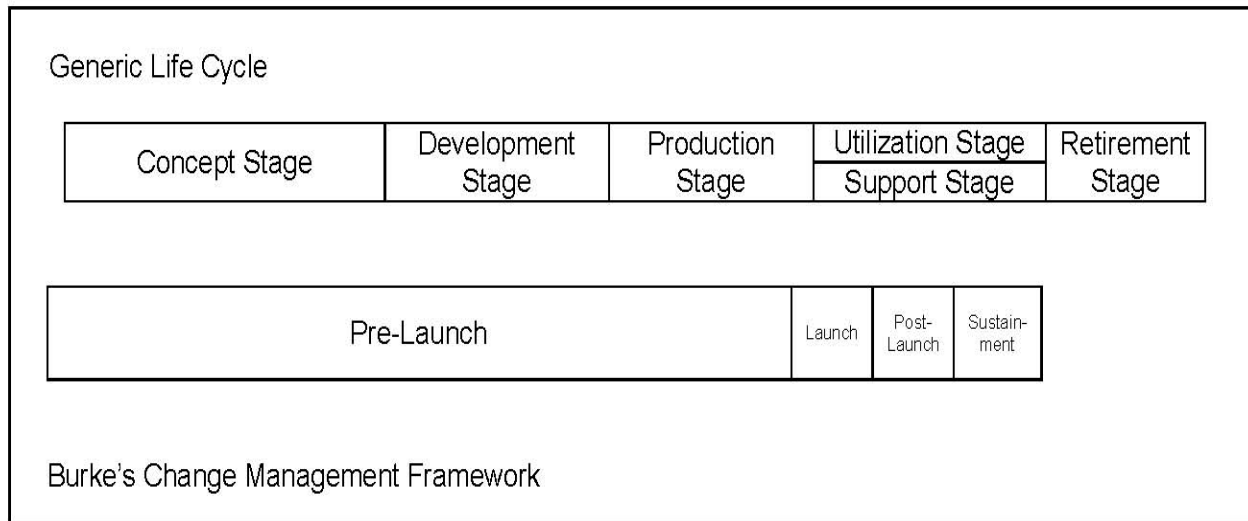 Generic Life Cycle
Concept Stage
Development
Stage
Production
Stage
Utilization Stage
Support Stage
Retirement
Stage
Pre-Launch
Launch
Post-
Launch
Sustain-
ment
Burke's Change Management Framework